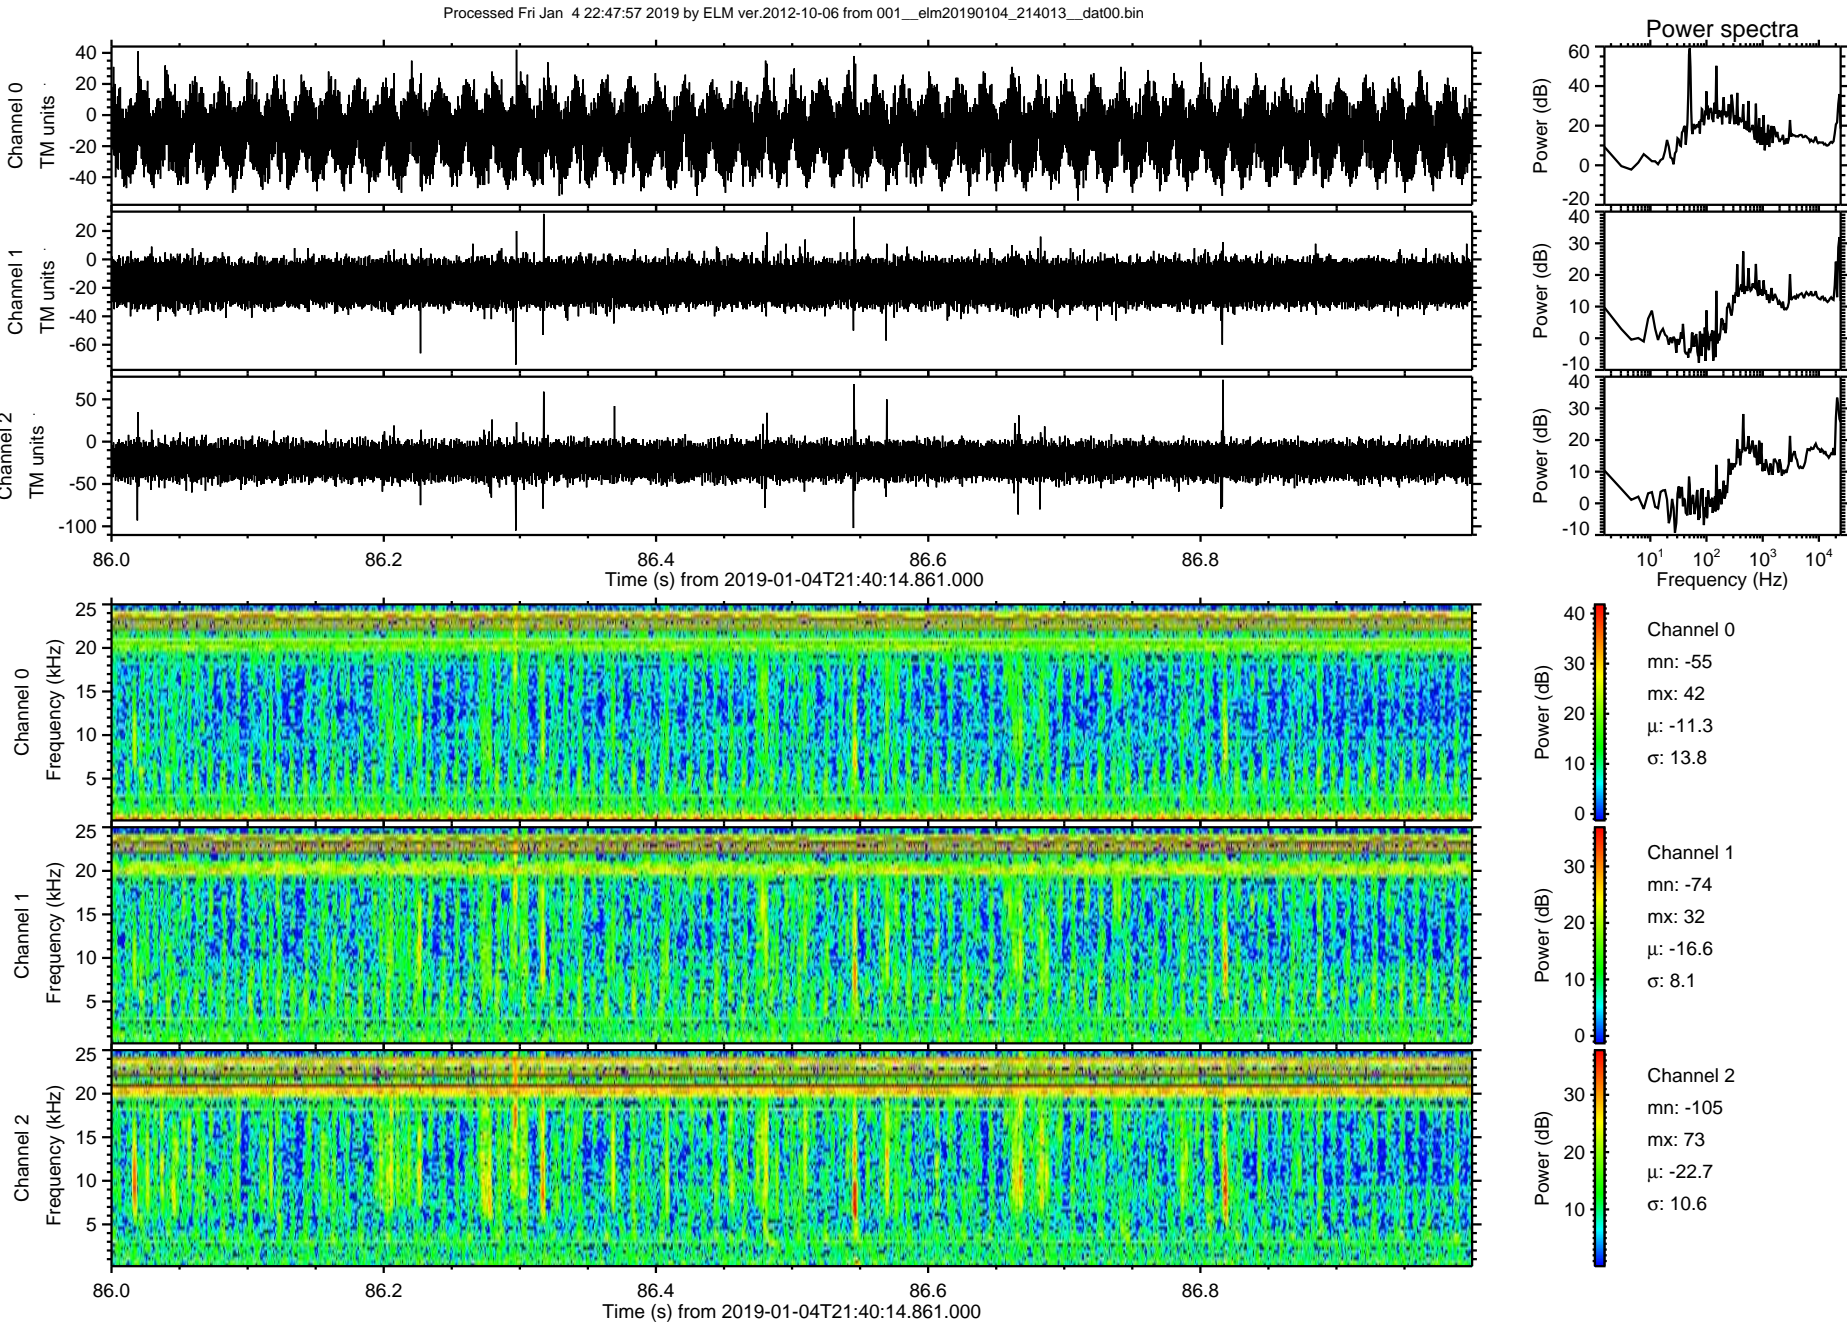 Processed Fri Jan  4 22:47:57 2019 by ELM ver.2012-10-06 from 001__elm20190104_214013__dat00.bin
Power spectra
Channel 0
TM units
40
20
0
-20
-40
Power (dB)
60
40
20
0
-20
Channel 1
TM units
20
0
-20
-40
-60
Power (dB)
40
30
20
10
0
-10
Channel 2
TM units
50
0
-50
-100
Power (dB)
40
30
20
10
0
-10
86.0 86.2 86.4 86.6 86.8
Time (s) from 2019-01-04T21:40:14.861.000
10^1 10^2 10^3 10^4
Frequency (Hz)
Channel 0
Frequency (kHz)
25
20
15
10
5
Power (dB)
40
30
20
10
0
Channel 0
mn: -55
mx: 42
μ: -11.3
σ: 13.8
Channel 1
Frequency (kHz)
25
20
15
10
5
Power (dB)
30
20
10
0
Channel 1
mn: -74
mx: 32
μ: -16.6
σ: 8.1
Channel 2
Frequency (kHz)
25
20
15
10
5
Power (dB)
30
20
10
Channel 2
mn: -105
mx: 73
μ: -22.7
σ: 10.6
86.0 86.2 86.4 86.6 86.8
Time (s) from 2019-01-04T21:40:14.861.000